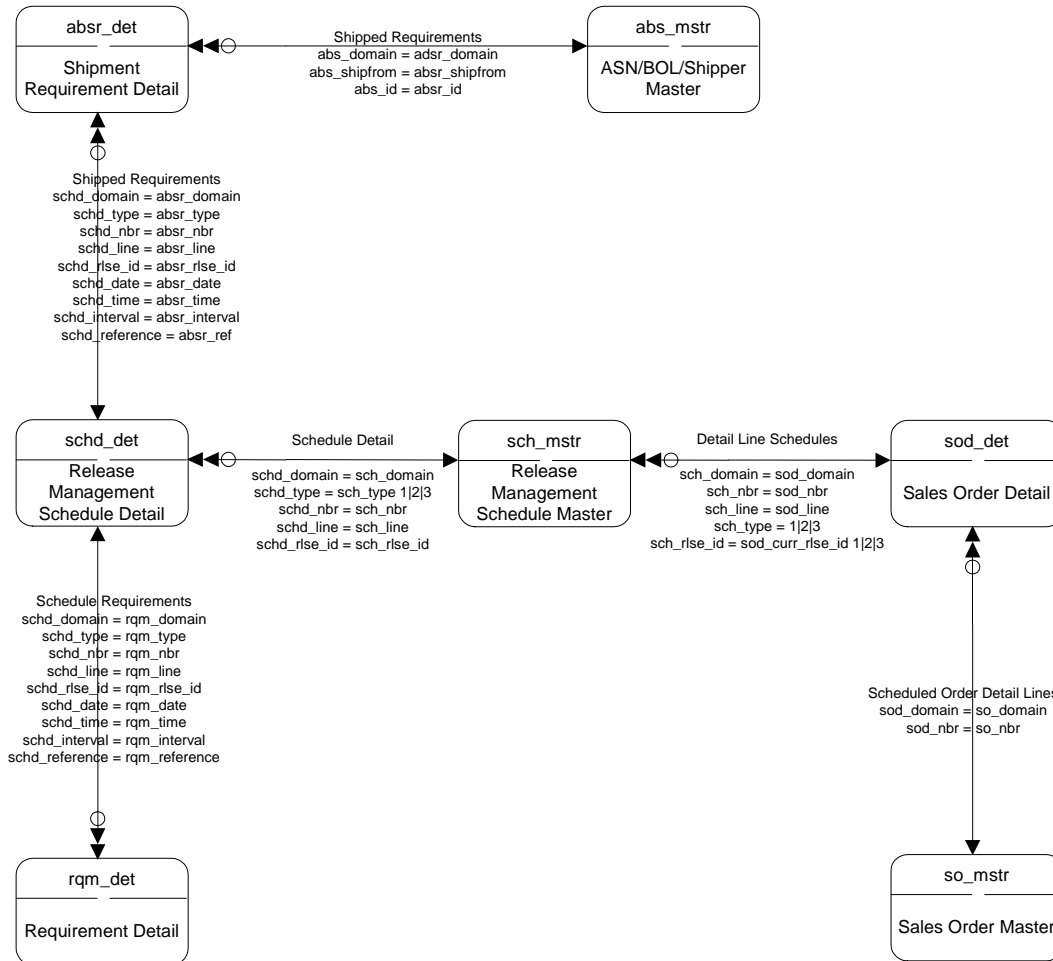 absr_det
Shipment
Requirement Detail
Shipped Requirements
abs_domain = adsr_domain
abs_shipfrom = absr_shipfrom
abs_id = absr_id
abs_mstr
ASN/BOL/Shipper
Master
Shipped Requirements
schd_domain = absr_domain
schd_type = absr_type
schd_nbr = absr_nbr
schd_line = absr_line
schd_rlse_id = absr_rlse_id
schd_date = absr_date
schd_time = absr_time
schd_interval = absr_interval
schd_reference = absr_ref
schd_det
Release
Management
Schedule Detail
Schedule Detail
schd_domain = sch_domain
schd_type = sch_type 1|2|3
schd_nbr = sch_nbr
schd_line = sch_line
schd_rlse_id = sch_rlse_id
sch_mstr
Release
Management
Schedule Master
Detail Line Schedules
sch_domain = sod_domain
sch_nbr = sod_nbr
sch_line = sod_line
sch_type = 1|2|3
sch_rlse_id = sod_curr_rlse_id 1|2|3
sod_det
Sales Order Detail
Schedule Requirements
schd_domain = rqm_domain
schd_type = rqm_type
schd_nbr = rqm_nbr
schd_line = rqm_line
schd_rlse_id = rqm_rlse_id
schd_date = rqm_date
schd_time = rqm_time
schd_interval = rqm_interval
schd_reference = rqm_reference
Scheduled Order Detail Lines
sod_domain = so_domain
sod_nbr = so_nbr
rqm_det
Requirement Detail
so_mstr
Sales Order Master